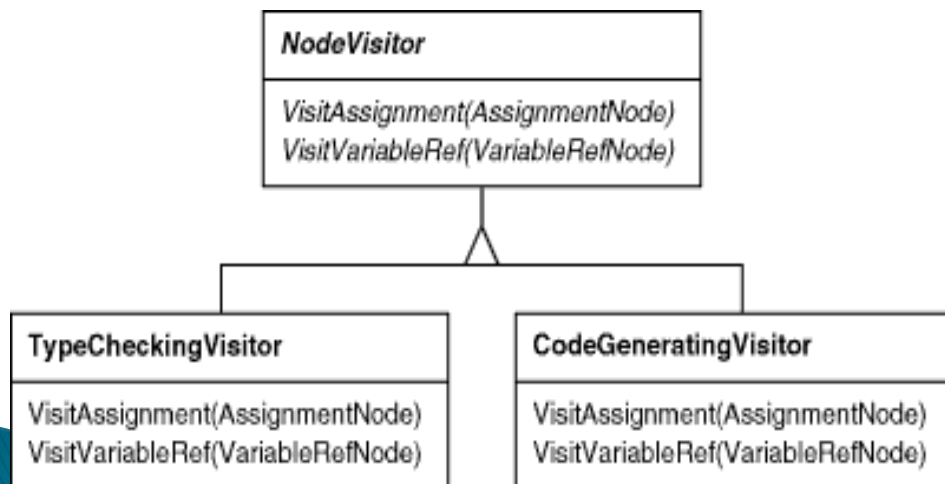 NodeVisitor
VisitAssignment(AssignmentNode)
VisitVariableRef(VariableRefNode)
TypeCheckingVisitor
VisitAssignment(AssignmentNode)
VisitVariableRef(VariableRefNode)
CodeGeneratingVisitor
VisitAssignment(AssignmentNode)
VisitVariableRef(VariableRefNode)